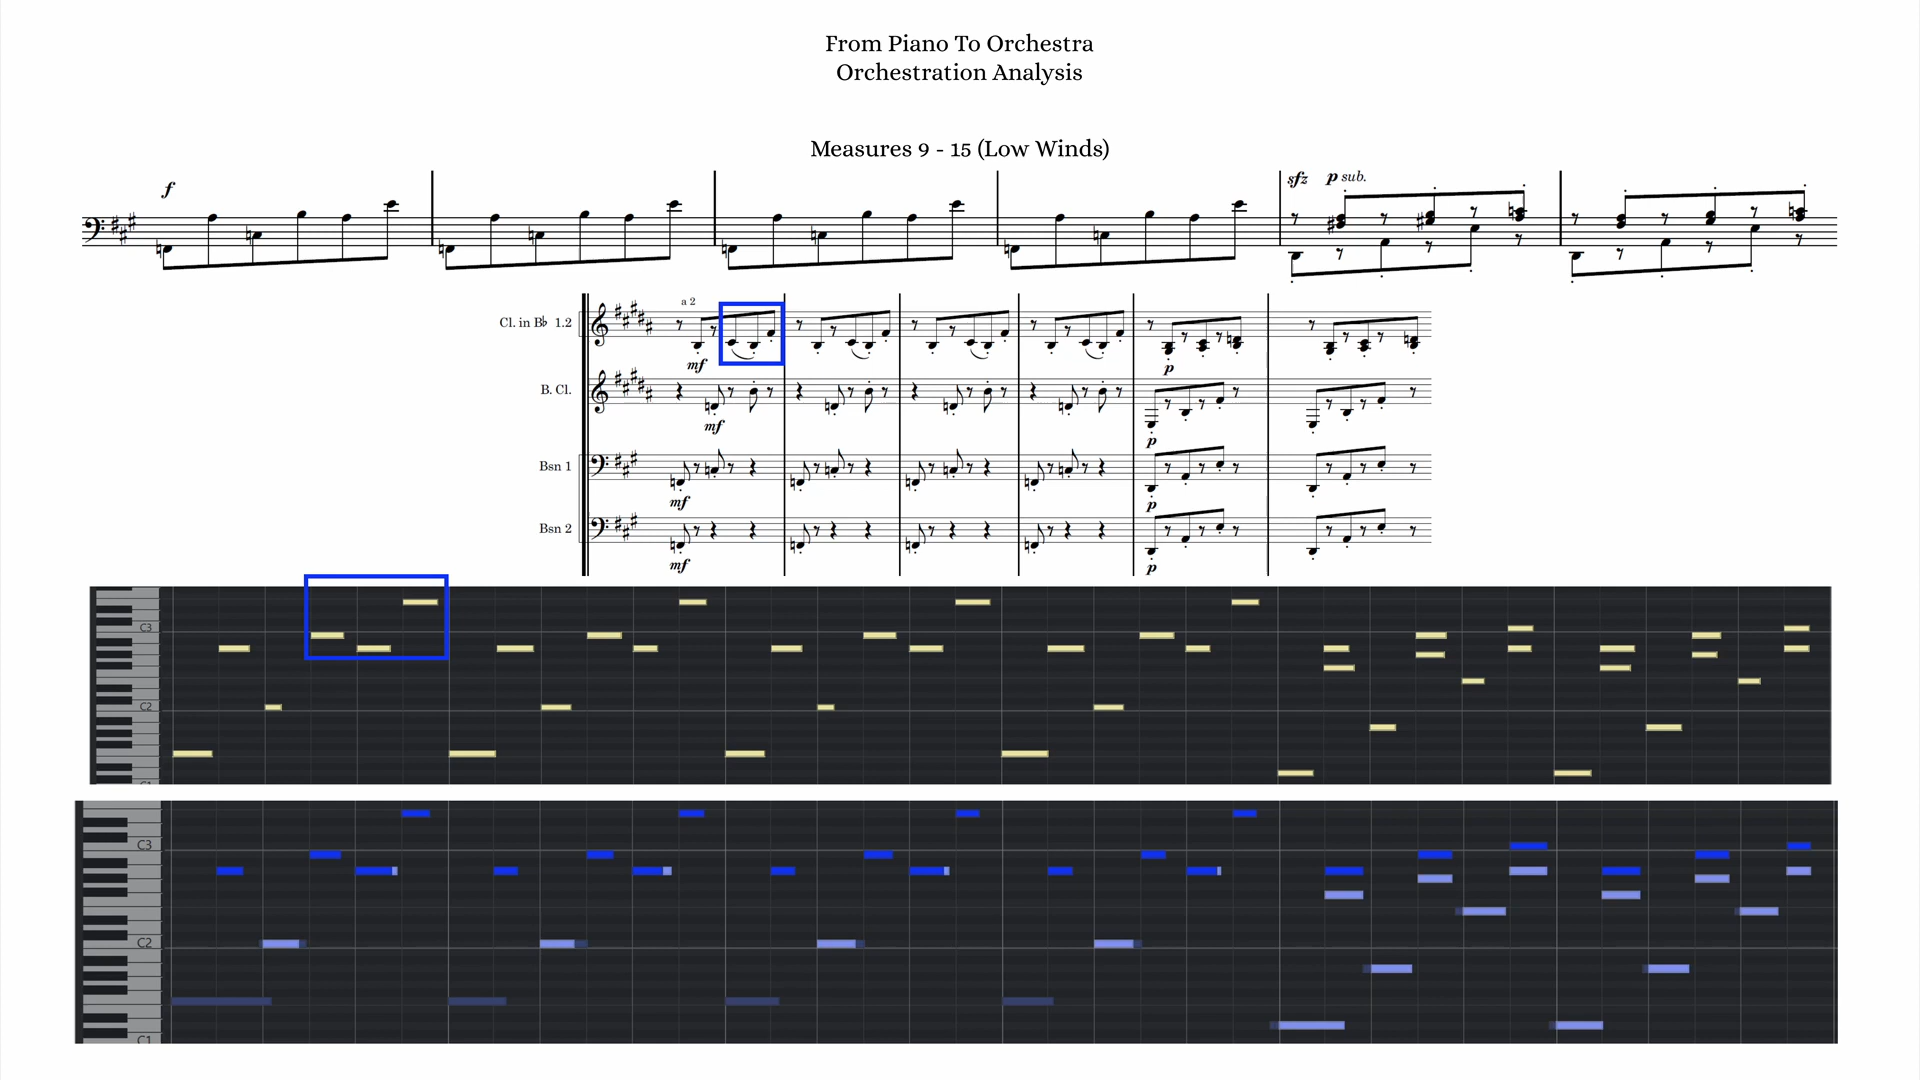 From Piano To Orchestra
Orchestration Analysis
Measures 9 - 15 (Low Winds)
f
sfz p sub.
a 2
Cl. in B♭ 1.2
mf
p
B. Cl.
mf
p
Bsn 1
mf
p
Bsn 2
mf
p
C3
C2
C1
C3
C2
C1